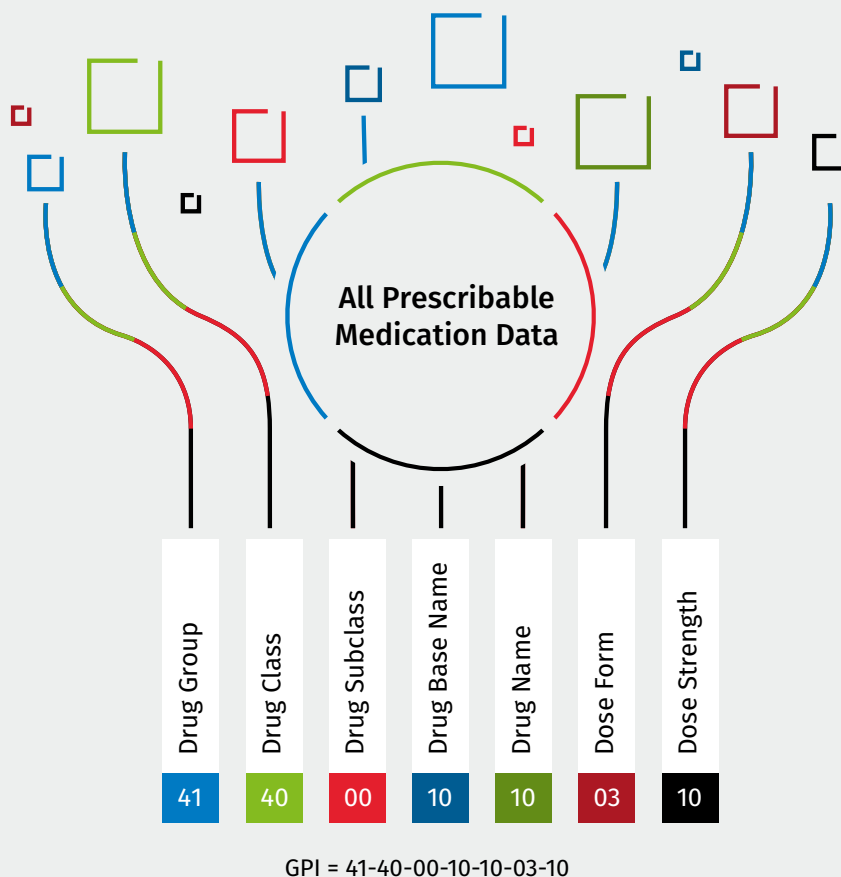 All Prescribable
Medication Data
Drug Group
Drug Class
Drug Subclass
Drug Base Name
Drug Name
Dose Form
Dose Strength
41
40
00
10
10
03
10
GPI = 41-40-00-10-10-03-10